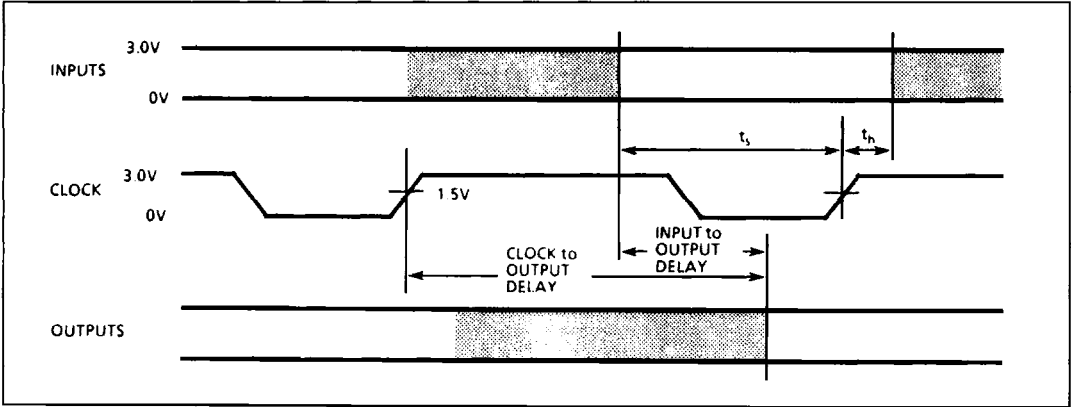 3.0V
INPUTS
0V
tₛ
tₕ
3.0V
CLOCK
1.5V
0V
INPUT to
OUTPUT
DELAY
CLOCK to
OUTPUT
DELAY
OUTPUTS